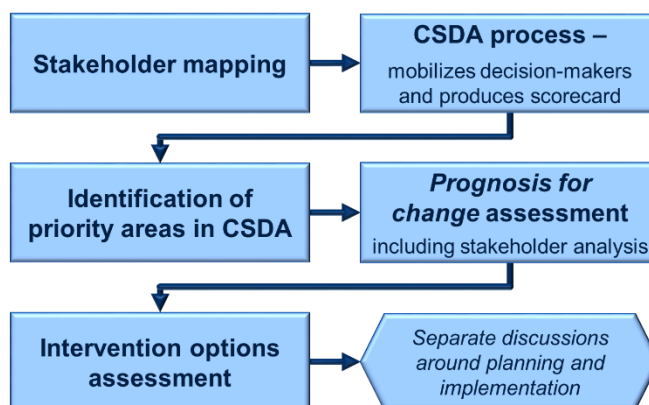 Stakeholder mapping
CSDA process –
mobilizes decision-makers
and produces scorecard
Identification of
priority areas in CSDA
Prognosis for
change assessment
including stakeholder analysis
Intervention options
assessment
Separate discussions
around planning and
implementation